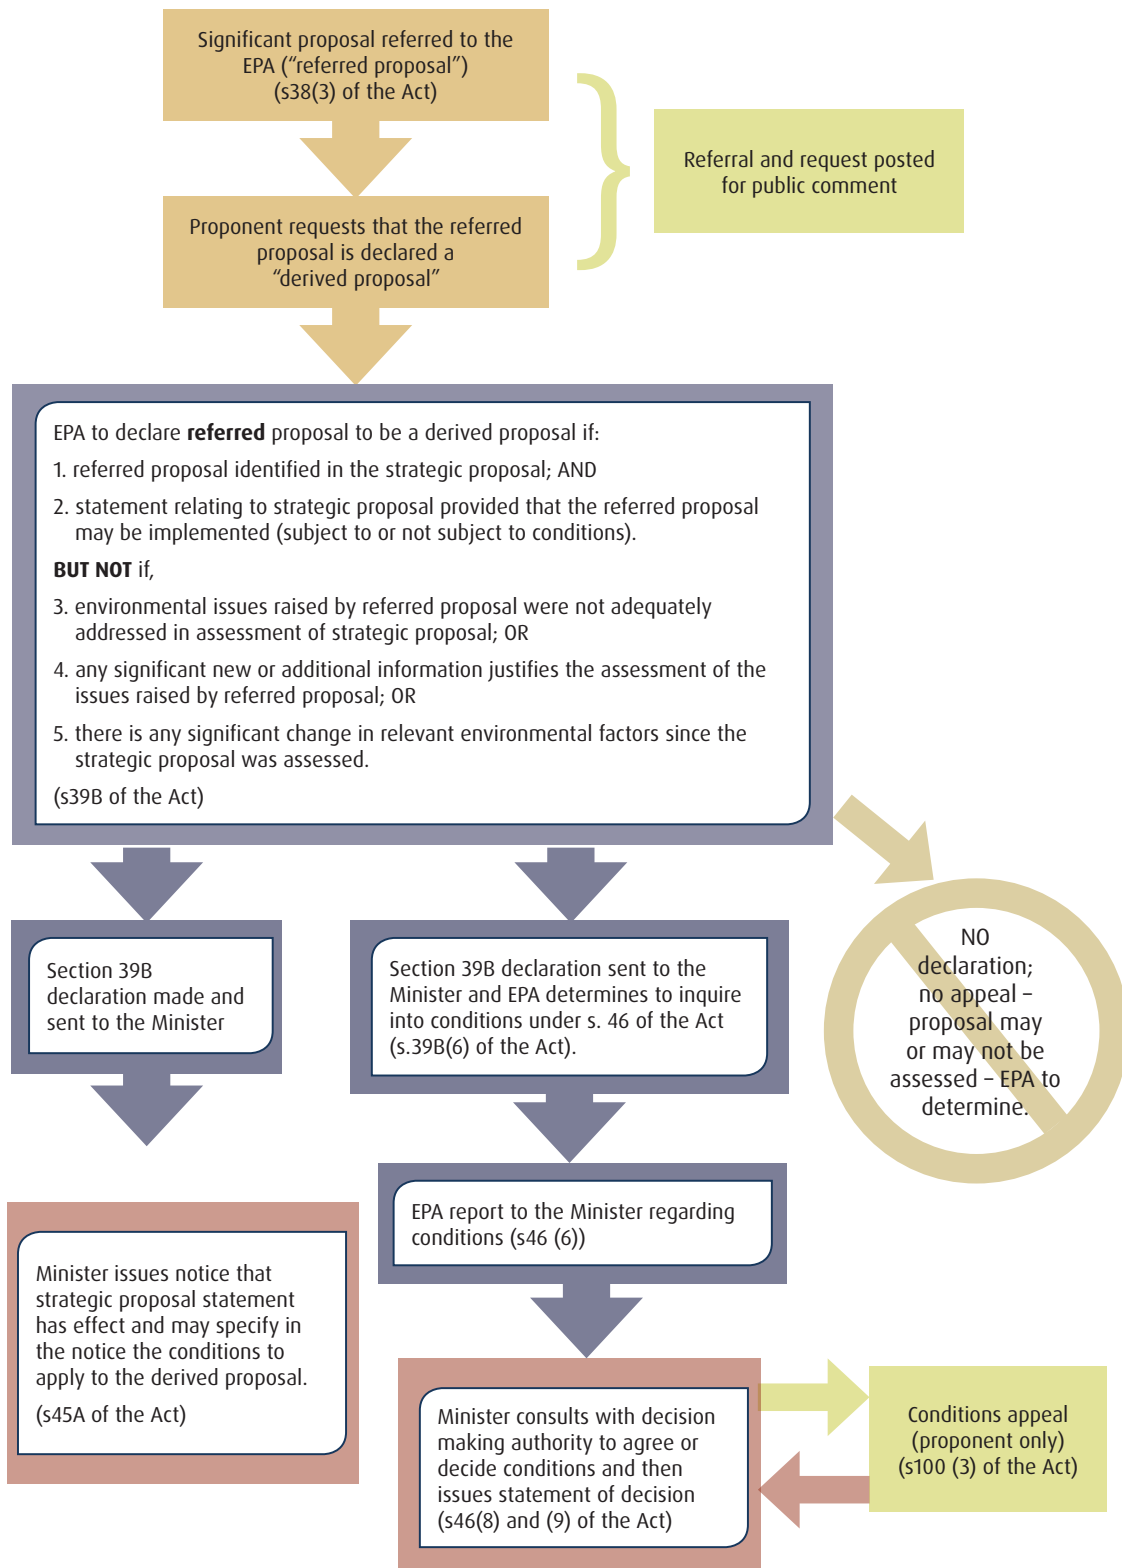 Significant proposal referred to the
EPA (“referred proposal”)
(s38(3) of the Act)
Referral and request posted
for public comment
Proponent requests that the referred
proposal is declared a
“derived proposal”
EPA to declare referred proposal to be a derived proposal if:
1. referred proposal identified in the strategic proposal; AND
2. statement relating to strategic proposal provided that the referred proposal
may be implemented (subject to or not subject to conditions).
BUT NOT if,
3. environmental issues raised by referred proposal were not adequately
addressed in assessment of strategic proposal; OR
4. any significant new or additional information justifies the assessment of the
issues raised by referred proposal; OR
5. there is any significant change in relevant environmental factors since the
strategic proposal was assessed.
(s39B of the Act)
Section 39B
declaration made and
sent to the Minister
Section 39B declaration sent to the
Minister and EPA determines to inquire
into conditions under s. 46 of the Act
(s.39B(6) of the Act).
NO
declaration;
no appeal –
proposal may
or may not be
assessed – EPA to
determine.
EPA report to the Minister regarding
conditions (s46 (6))
Minister issues notice that
strategic proposal statement
has effect and may specify in
the notice the conditions to
apply to the derived proposal.
(s45A of the Act)
Minister consults with decision
making authority to agree or
decide conditions and then
issues statement of decision
(s46(8) and (9) of the Act)
Conditions appeal
(proponent only)
(s100 (3) of the Act)